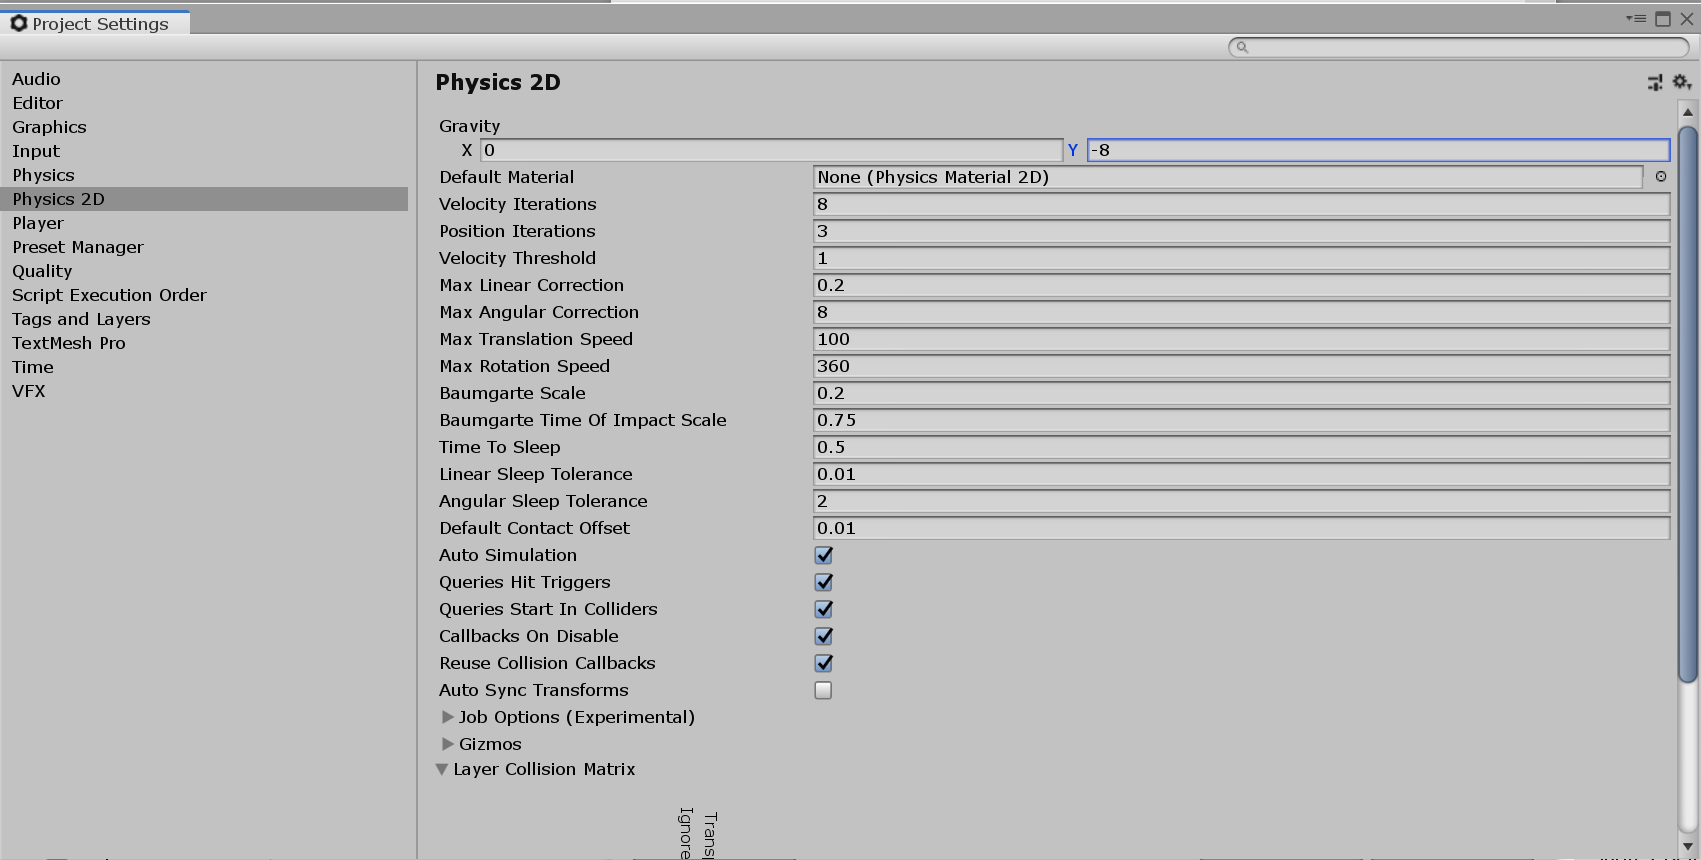 Project Settings
Audio
Editor
Graphics
Input
Physics
Physics 2D
Player
Preset Manager
Quality
Script Execution Order
Tags and Layers
TextMesh Pro
Time
VFX
Physics 2D
Gravity
X 0 Y -8
Default Material None (Physics Material 2D)
Velocity Iterations 8
Position Iterations 3
Velocity Threshold 1
Max Linear Correction 0.2
Max Angular Correction 8
Max Translation Speed 100
Max Rotation Speed 360
Baumgarte Scale 0.2
Baumgarte Time Of Impact Scale 0.75
Time To Sleep 0.5
Linear Sleep Tolerance 0.01
Angular Sleep Tolerance 2
Default Contact Offset 0.01
Auto Simulation
Queries Hit Triggers
Queries Start In Colliders
Callbacks On Disable
Reuse Collision Callbacks
Auto Sync Transforms
Job Options (Experimental)
Gizmos
Layer Collision Matrix
Ignore